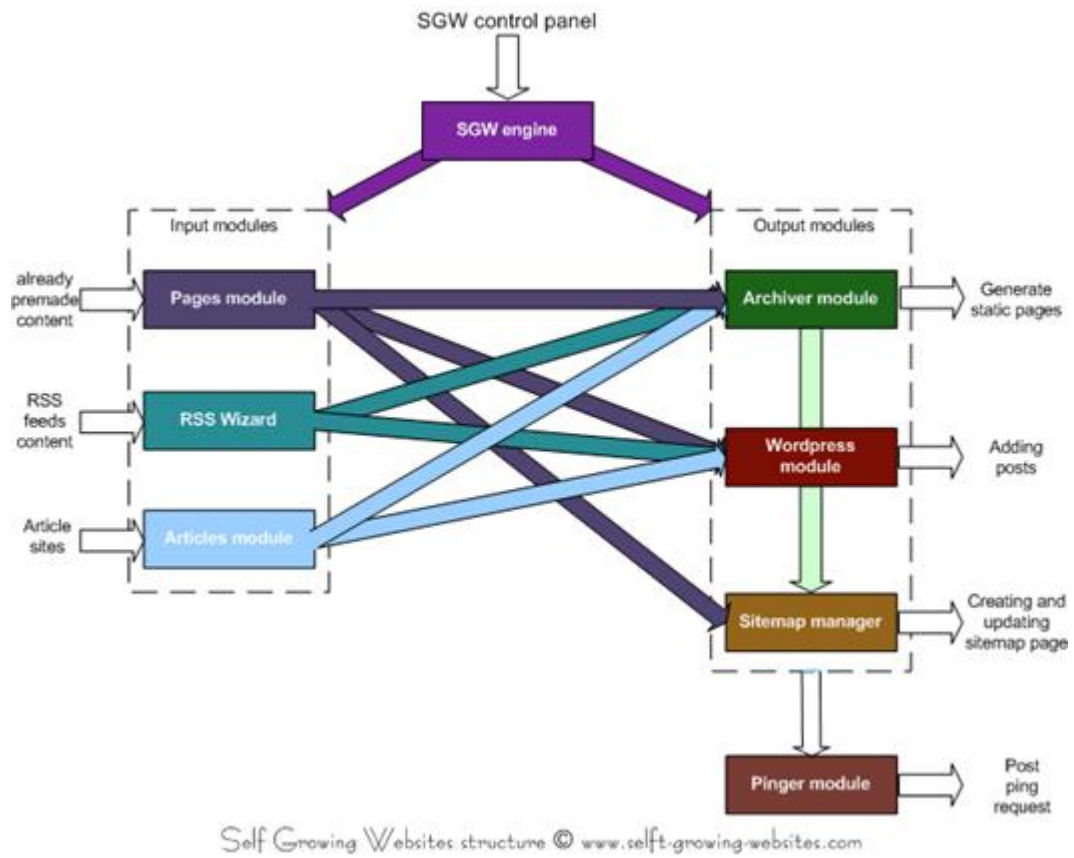 SGW control panel
SGW engine
Input modules
Output modules
already
premade
content
Pages module
Archiver module
Generate
static pages
RSS
feeds
content
RSS Wizard
Wordpress
module
Adding
posts
Article
sites
Articles module
Sitemap manager
Creating and
updating
sitemap page
Pinger module
Post
ping
request
Self Growing Websites structure © www.selft-growing-websites.com